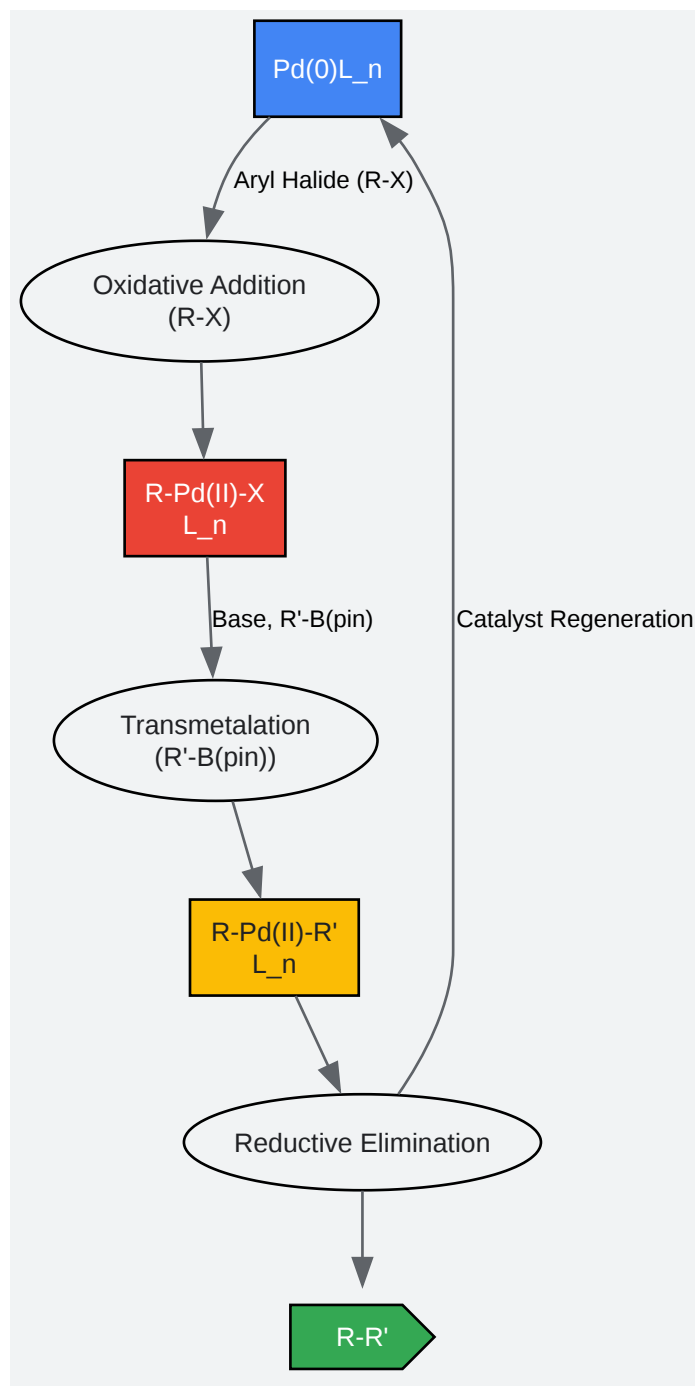 Pd(0)L_n
Aryl Halide (R-X)
Oxidative Addition
(R-X)
R-Pd(II)-X
L_n
Base, R'-B(pin)
Catalyst Regeneration
Transmetalation
(R'-B(pin))
R-Pd(II)-R'
L_n
Reductive Elimination
R-R'